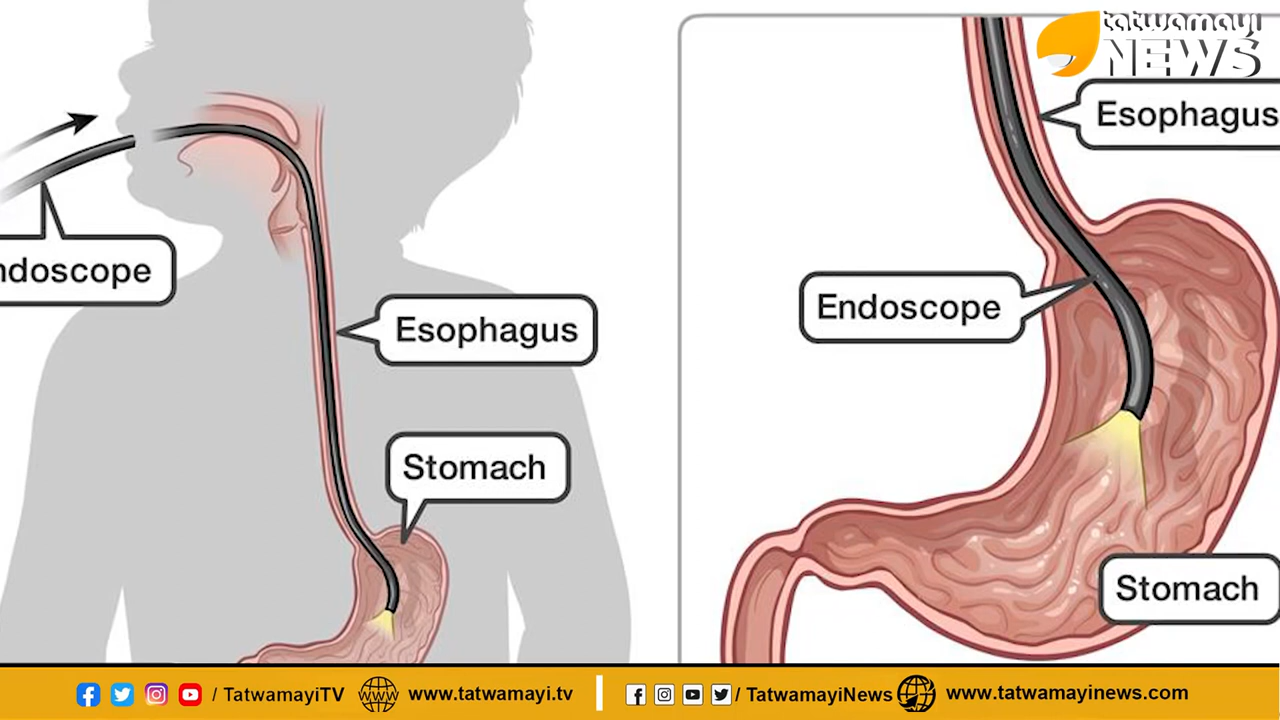 tatwamayi
NEWS
Esophagus
Endoscope
ndoscope
Esophagus
Stomach
Stomach
/ TatwamayiTV www.tatwamayi.tv / TatwamayiNews www.tatwamayinews.com